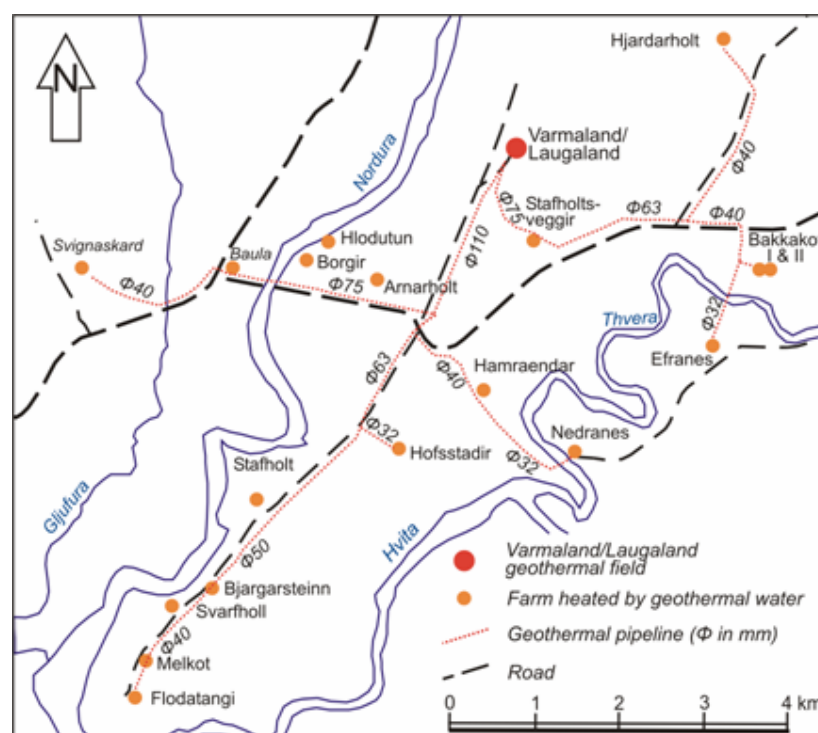 N
Hjardarholt
Varmaland/
Laugaland
Nordura
Φ40
Φ75
Stafholts-
veggir
Φ63
Φ40
Svignaskard
Baula
Hlodutun
Borgir
Φ110
Bakkakot
I & II
Φ40
Φ75
Arnarholt
Thvera
Φ32
Efranes
Φ63
Φ40
Hamraendar
Φ32
Hofsstadir
Nedranes
Φ32
Stafholt
Gljufura
Hvita
Φ50
Bjargarsteinn
Svarfholl
Φ40
Melkot
Flodatangi
Varmaland/Laugaland
geothermal field
Farm heated by geothermal water
Geothermal pipeline (Φ in mm)
Road
0 1 2 3 4 km